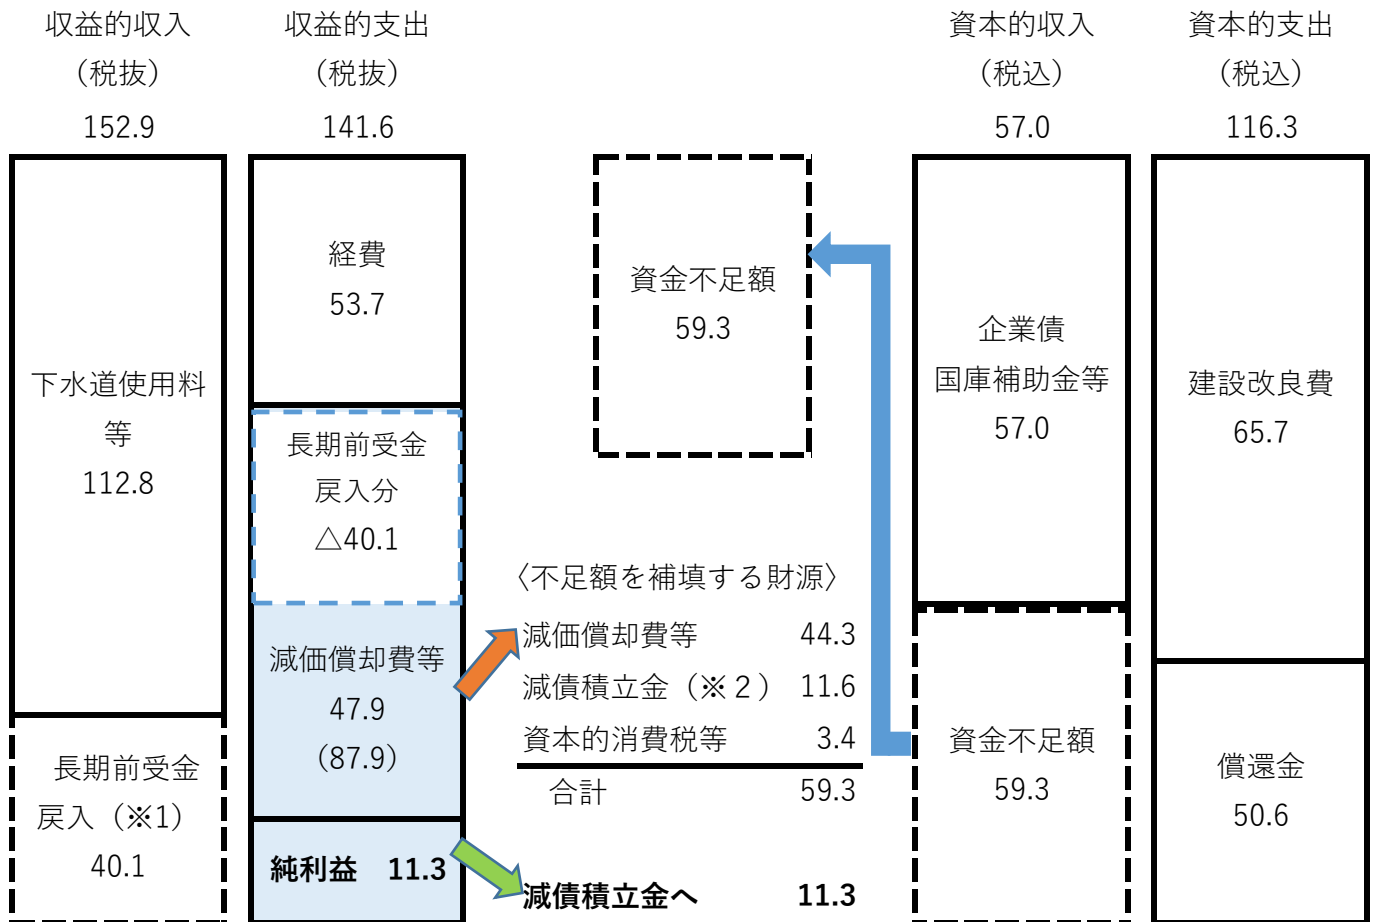 収益的収入
（税抜）
152.9
収益的支出
（税抜）
141.6
資本的収入
（税込）
57.0
資本的支出
（税込）
116.3
下水道使用料
等
112.8
長期前受金
戻入（※1）
40.1
経費
53.7
長期前受金
戻入分
△40.1
減価償却費等
47.9
(87.9)
純利益　11.3
資金不足額
59.3
〈不足額を補填する財源〉
減価償却費等　44.3
減債積立金（※２）　11.6
資本的消費税等　3.4
合計　59.3
減債積立金へ　11.3
企業債
国庫補助金等
57.0
資金不足額
59.3
建設改良費
65.7
償還金
50.6